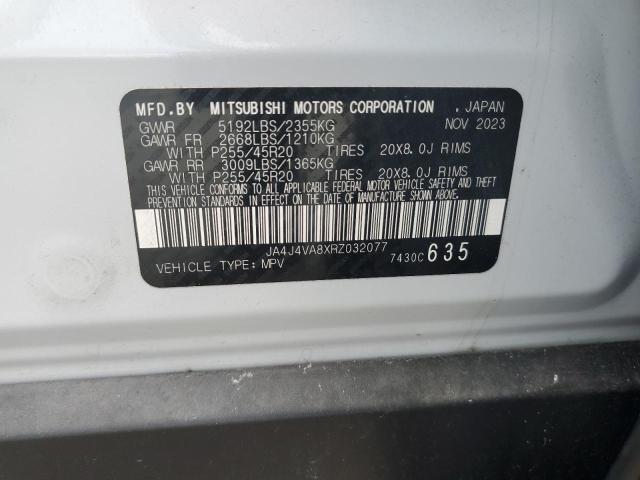 MFD.BY MITSUBISHI MOTORS CORPORATION , JAPAN
GVWR 5192LBS/2355KG NOV 2023
GAWR FR 2668LBS/1210KG
WITH P255/45R20 TIRES 20X8.0J RIMS
GAWR RR 3009LBS/1365KG
WITH P255/45R20 TIRES 20X8.0J RIMS
THIS VEHICLE CONFORMS TO ALL APPLICABLE FEDERAL MOTOR VEHICLE SAFETY AND THEFT
PREVENTION STANDARDS IN EFFECT ON THE DATE OF MANUFACTURE SHOWN ABOVE.
JA4J4VA8XRZ032077
VEHICLE TYPE:MPV 7430C 635